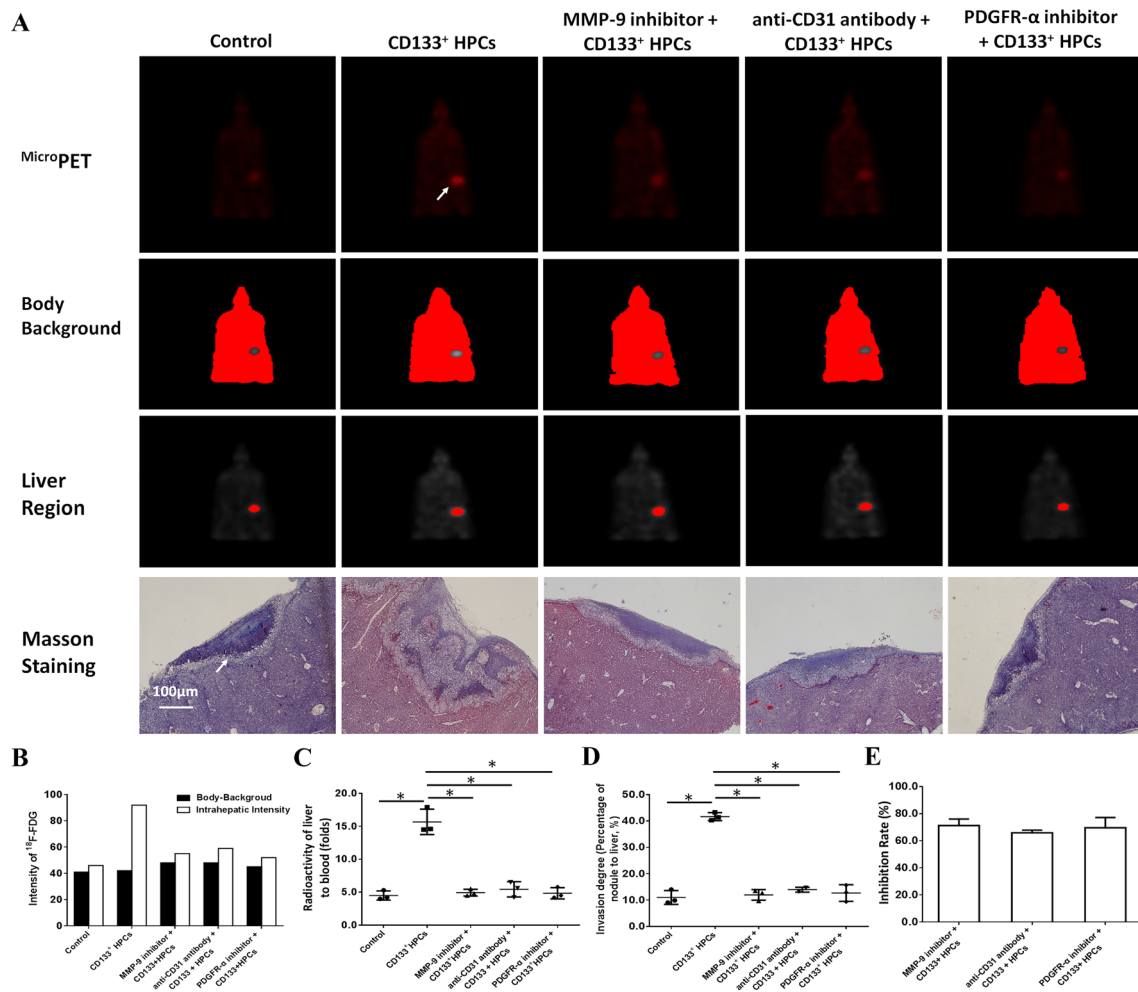 A
Control
CD133⁺ HPCs
MMP-9 inhibitor +
CD133⁺ HPCs
anti-CD31 antibody +
CD133⁺ HPCs
PDGFR-α inhibitor
+ CD133⁺ HPCs
MicroPET
Body
Background
Liver
Region
Masson
Staining
100μm
B
Intensity of ¹⁸F-FDG
100
80
60
40
20
0
Body-Backgroud
Intrahepatic Intensity
Control
CD133⁺ HPCs
MMP-9 inhibitor +
CD133+HPCs
anti-CD31 antibody +
CD133 + HPCs
PDGFR-α inhibitor +
CD133+HPCs
C
Radioactivity of liver
to blood (folds)
20.0
15.0
10.0
5.0
0.0
*
*
*
*
Control
CD133⁺ HPCs
MMP-9 inhibitor +
CD133⁺HPCs
anti-CD31 antibody +
CD133 + HPCs
PDGFR-α inhibitor +
CD133⁺HPCs
D
Invasion degree (Percentage of
nodule to liver, %)
50.0
40.0
30.0
20.0
10.0
0.0
*
*
*
*
Control
CD133⁺ HPCs
MMP-9 inhibitor +
CD133⁺ HPCs
anti-CD31 antibody +
CD133 + HPCs
PDGFR-α inhibitor +
CD133⁺ HPCs
E
Inhibition Rate (%)
100.0
80.0
60.0
40.0
20.0
0.0
MMP-9 inhibitor +
CD133+ HPCs
anti-CD31 antibody +
CD133 + HPCs
PDGFR-α inhibitor +
CD133+ HPCs